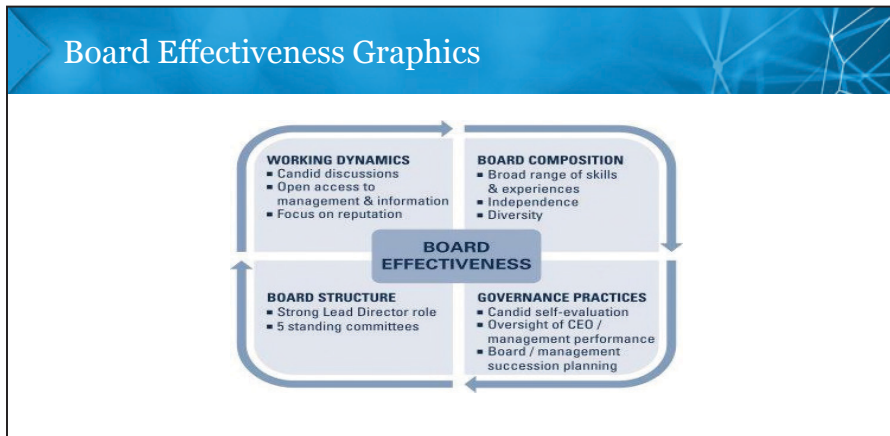 Board Effectiveness Graphics
WORKING DYNAMICS
▪ Candid discussions
▪ Open access to
management & information
▪ Focus on reputation
BOARD COMPOSITION
▪ Broad range of skills
& experiences
▪ Independence
▪ Diversity
BOARD
EFFECTIVENESS
BOARD STRUCTURE
▪ Strong Lead Director role
▪ 5 standing committees
GOVERNANCE PRACTICES
▪ Candid self-evaluation
▪ Oversight of CEO /
management performance
▪ Board / management
succession planning